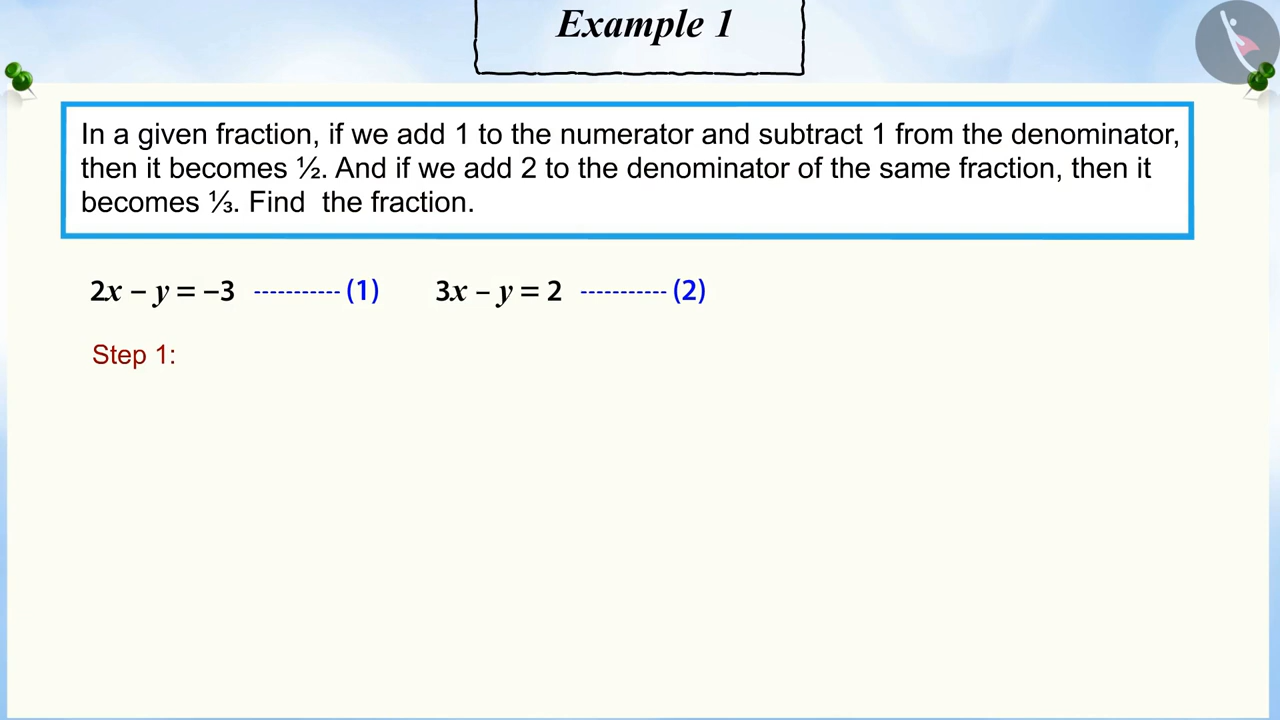 Example 1
In a given fraction, if we add 1 to the numerator and subtract 1 from the denominator,
then it becomes ½. And if we add 2 to the denominator of the same fraction, then it
becomes ⅓. Find the fraction.
2x – y = –3 ----------- (1) 3x – y = 2 ----------- (2)
Step 1: